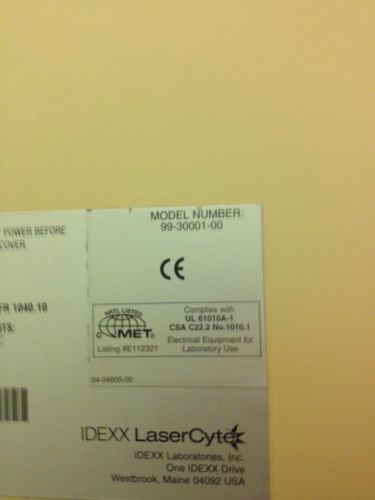 POWER BEFORE
COVER
FR 1040.10
MODEL NUMBER:
99-30001-00
CE
NRTL LISTED
C MET®
Listing #E112321
Complies with
UL 61010A-1
CSA C22.2 No.1010.1
Electrical Equipment for
Laboratory Use
04-04605-00
IDEXX LaserCyte
IDEXX Laboratories, Inc.
One IDEXX Drive
Westbrook, Maine 04092 USA